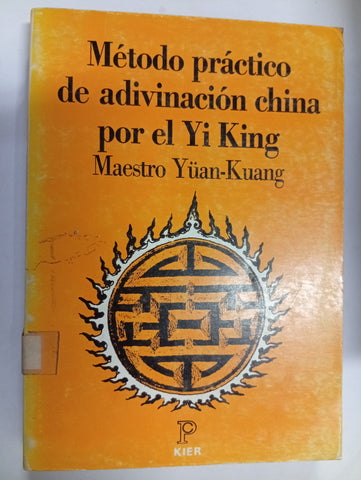 Método práctico
de adivinación china
por el Yi King
Maestro Yüan-Kuang
KIER